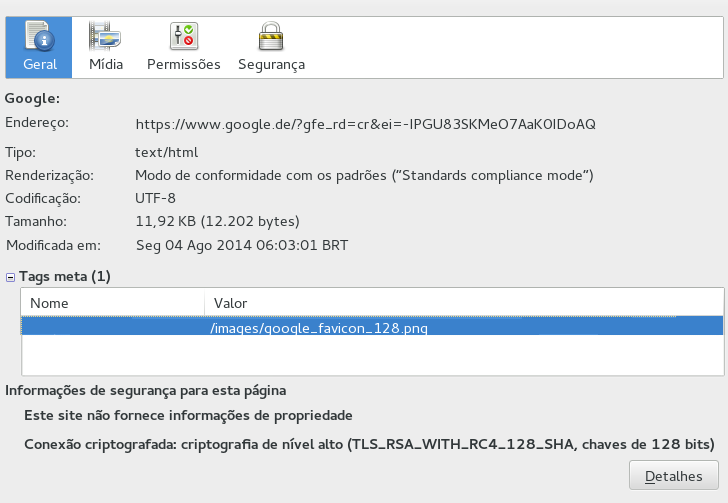 Geral Mídia Permissões Segurança
Google:
Endereço: https://www.google.de/?gfe_rd=cr&ei=-IPGU83SKMeO7AaK0IDoAQ
Tipo: text/html
Renderização: Modo de conformidade com os padrões ("Standards compliance mode")
Codificação: UTF-8
Tamanho: 11,92 KB (12.202 bytes)
Modificada em: Seg 04 Ago 2014 06:03:01 BRT
Tags meta (1)
Nome Valor
/images/google_favicon_128.png
Informações de segurança para esta página
Este site não fornece informações de propriedade
Conexão criptografada: criptografia de nível alto (TLS_RSA_WITH_RC4_128_SHA, chaves de 128 bits)
Detalhes